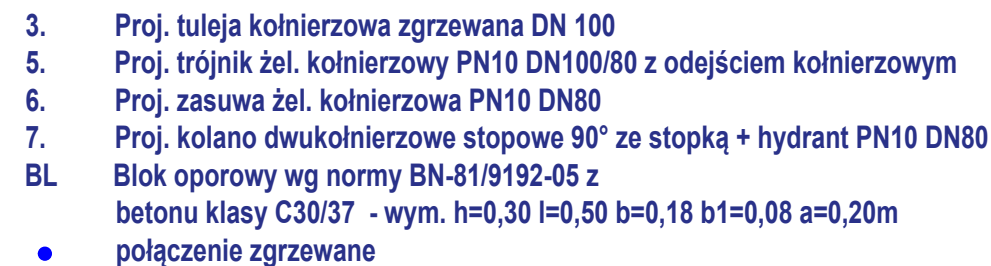 3. Proj. tuleja kołnierzowa zgrzewana DN 100
5. Proj. trójnik żel. kołnierzowy PN10 DN100/80 z odejściem kołnierzowym
6. Proj. zasuwa żel. kołnierzowa PN10 DN80
7. Proj. kolano dwukołnierzowe stopowe 90° ze stopką + hydrant PN10 DN80
BL Blok oporowy wg normy BN-81/9192-05 z
betonu klasy C30/37 - wym. h=0,30 l=0,50 b=0,18 b1=0,08 a=0,20m
● połączenie zgrzewane